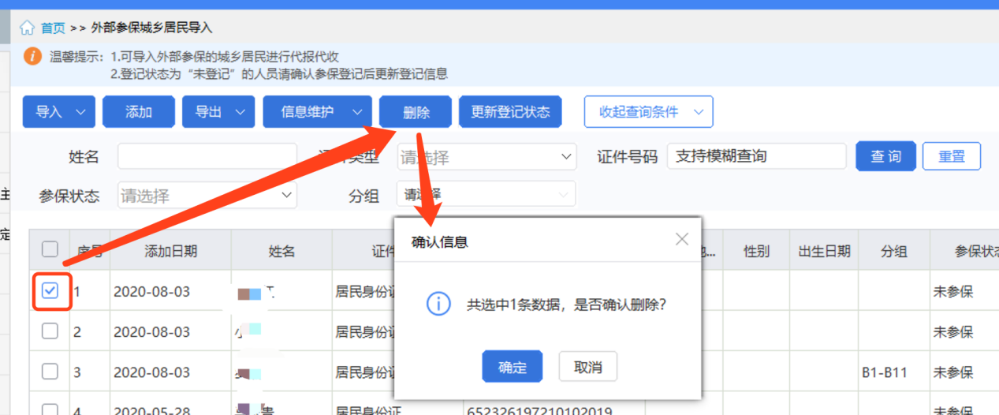 首页 >> 外部参保城乡居民导入
温馨提示: 1.可导入外部参保的城乡居民进行代报代收
2.登记状态为“未登记”的人员请确认参保登记后更新登记信息
导入 添加 导出 信息维护 删除 更新登记状态 收起查询条件
姓名 类型 请选择 证件号码 支持模糊查询 查询 重置
参保状态 请选择 分组 请选择
序号 添加日期 姓名 证件 性别 出生日期 分组 参保状态
确认信息
1 2020-08-03 居民身份证 未参保
共选中1条数据，是否确认删除？
2 2020-08-03 居民身份证 未参保
确定 取消
3 2020-08-03 居民身份证 B1-B11 未参保
4 2020-05-28 贵 居民身份证 652326197210102019 未参保
主
定